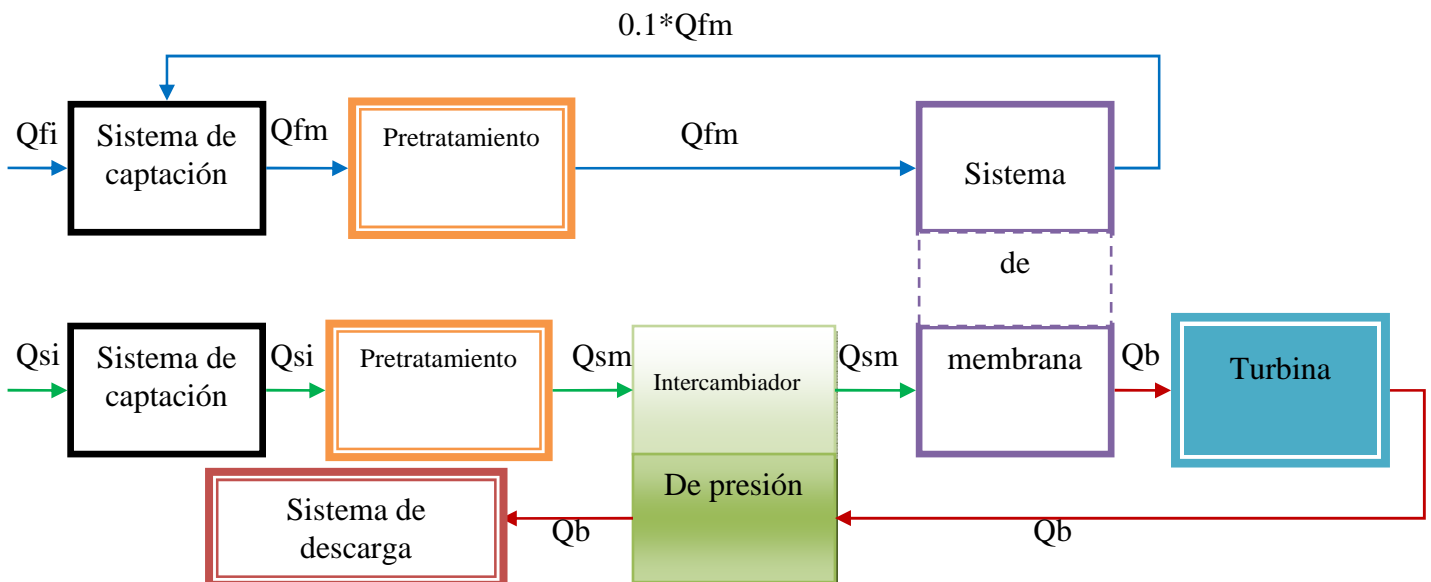 0.1*Qfm
Qfi
Sistema de
captación
Qfm
Pretratamiento
Qfm
Sistema
de
membrana
Qsi
Sistema de
captación
Qsi
Pretratamiento
Qsm
Intercambiador
De presión
Qsm
Qb
Turbina
Qb
Qb
Sistema de
descarga